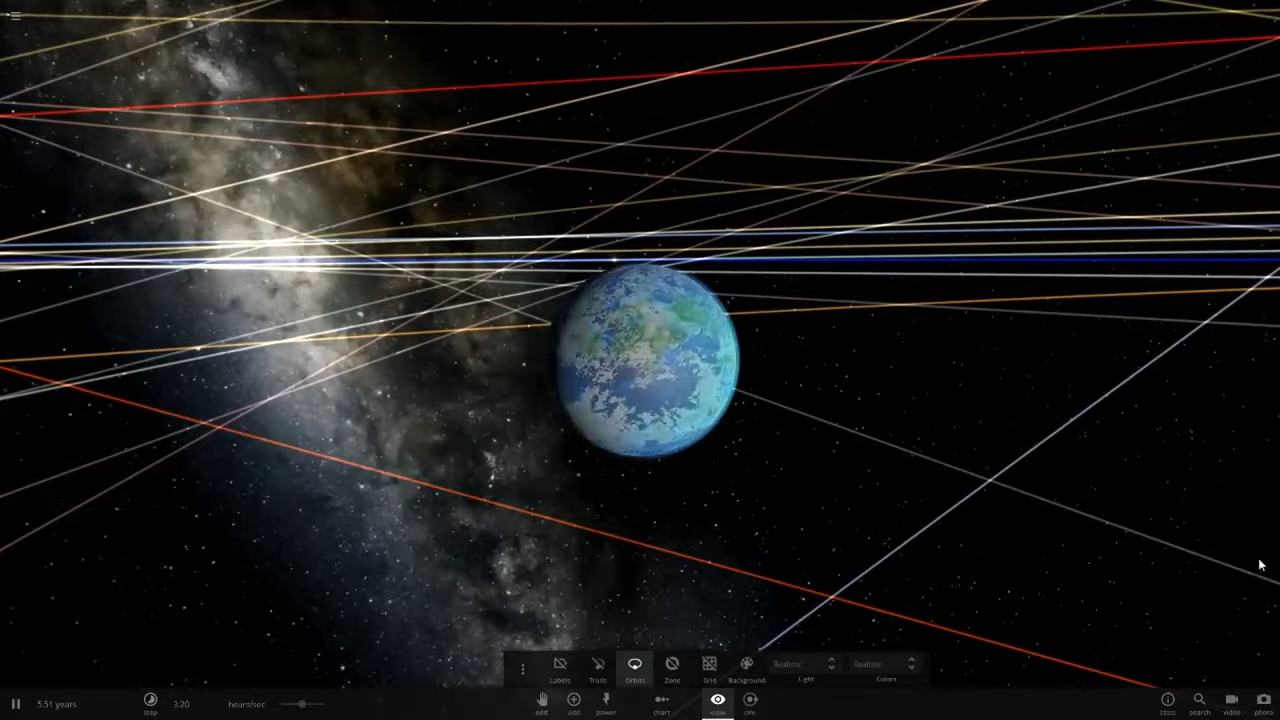 Labels Trails Orbits Zone Grid Background Realistic Light Realistic Colors
5.51 years step 3.20 hours/sec edit add power chart view sim stats search video photo